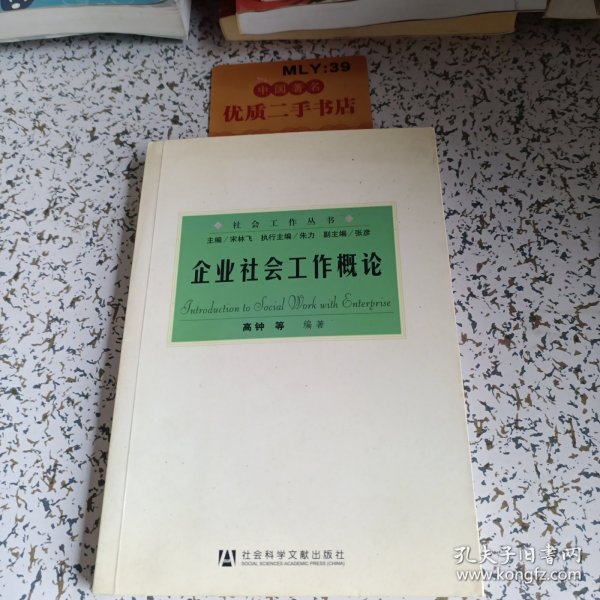 MLY:39
中国著名
优质二手书店
社会工作丛书
主编／宋林飞 执行主编／朱力 副主编／张彦
企业社会工作概论
Introduction to Social Work with Enterprise
高钟 等 编著
社会科学文献出版社
SOCIAL SCIENCES ACADEMIC PRESS (CHINA)
孔夫子旧书网
www.kongfz.com